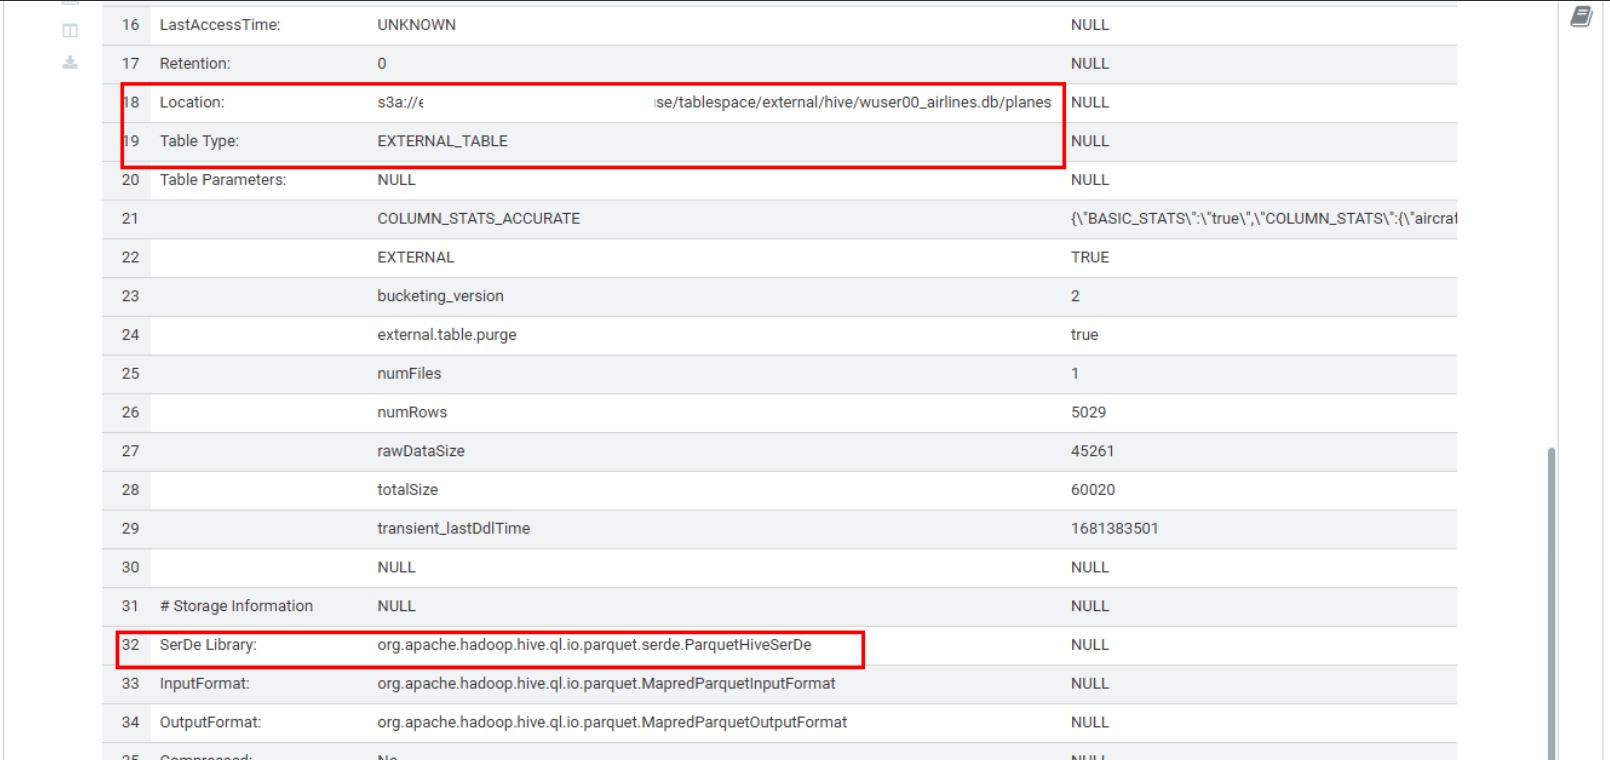 16 LastAccessTime: UNKNOWN NULL
17 Retention: 0 NULL
18 Location: s3a:// se/tablespace/external/hive/wuser00_airlines.db/planes NULL
19 Table Type: EXTERNAL_TABLE NULL
20 Table Parameters: NULL NULL
21 COLUMN_STATS_ACCURATE {\"BASIC_STATS\":\"true\",\"COLUMN_STATS\":{\"aircraf
22 EXTERNAL TRUE
23 bucketing_version 2
24 external.table.purge true
25 numFiles 1
26 numRows 5029
27 rawDataSize 45261
28 totalSize 60020
29 transient_lastDdlTime 1681383501
30 NULL NULL
31 # Storage Information NULL NULL
32 SerDe Library: org.apache.hadoop.hive.ql.io.parquet.serde.ParquetHiveSerDe NULL
33 InputFormat: org.apache.hadoop.hive.ql.io.parquet.MapredParquetInputFormat NULL
34 OutputFormat: org.apache.hadoop.hive.ql.io.parquet.MapredParquetOutputFormat NULL
35 Compressed: No NULL